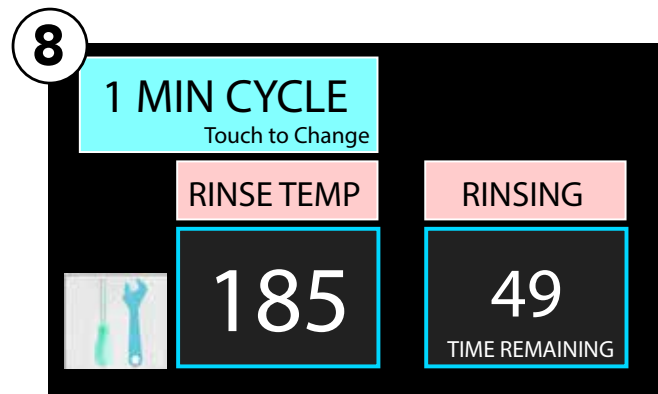 8
1 MIN CYCLE
Touch to Change
RINSE TEMP
RINSING
185
49
TIME REMAINING